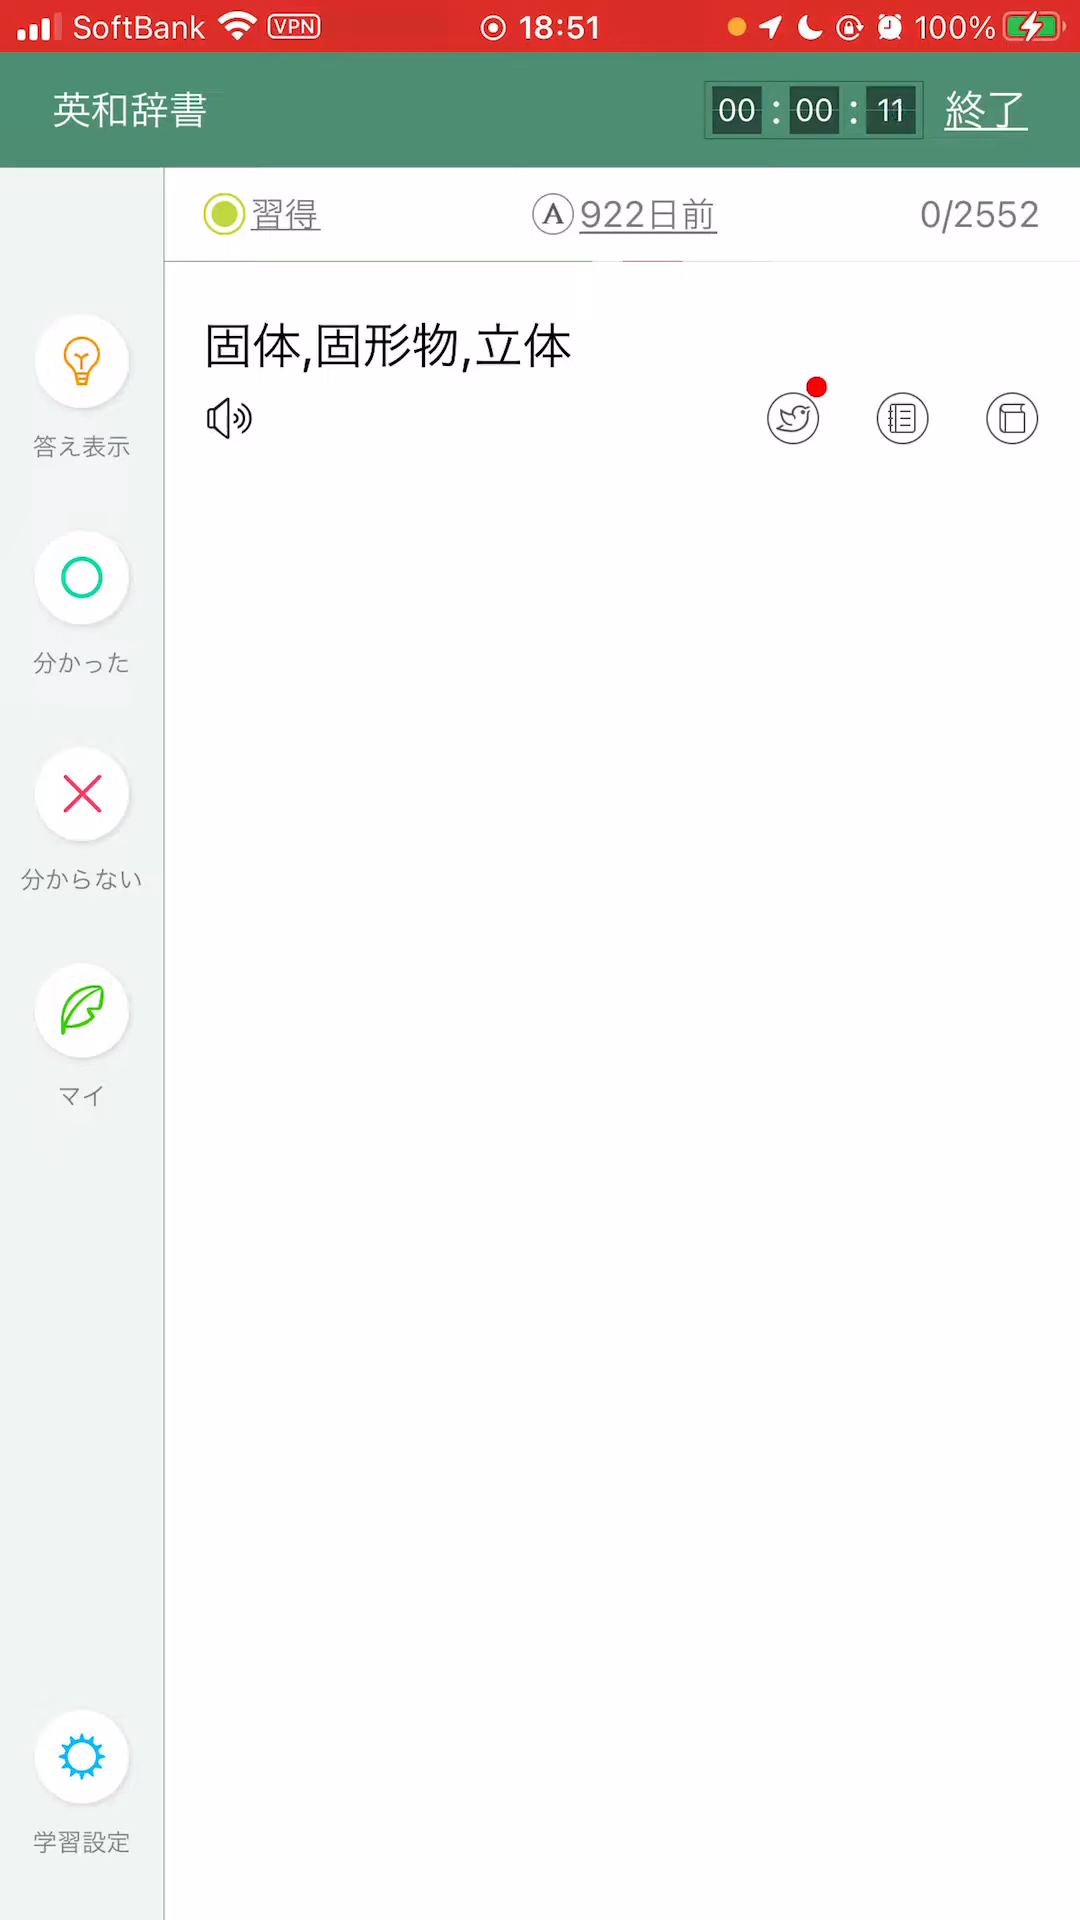 SoftBank VPN 18:51 100%
英和辞書 00 : 00 : 11 終了
習得 A 922日前 0/2552
固体,固形物,立体
答え表示
分かった
分からない
マイ
学習設定